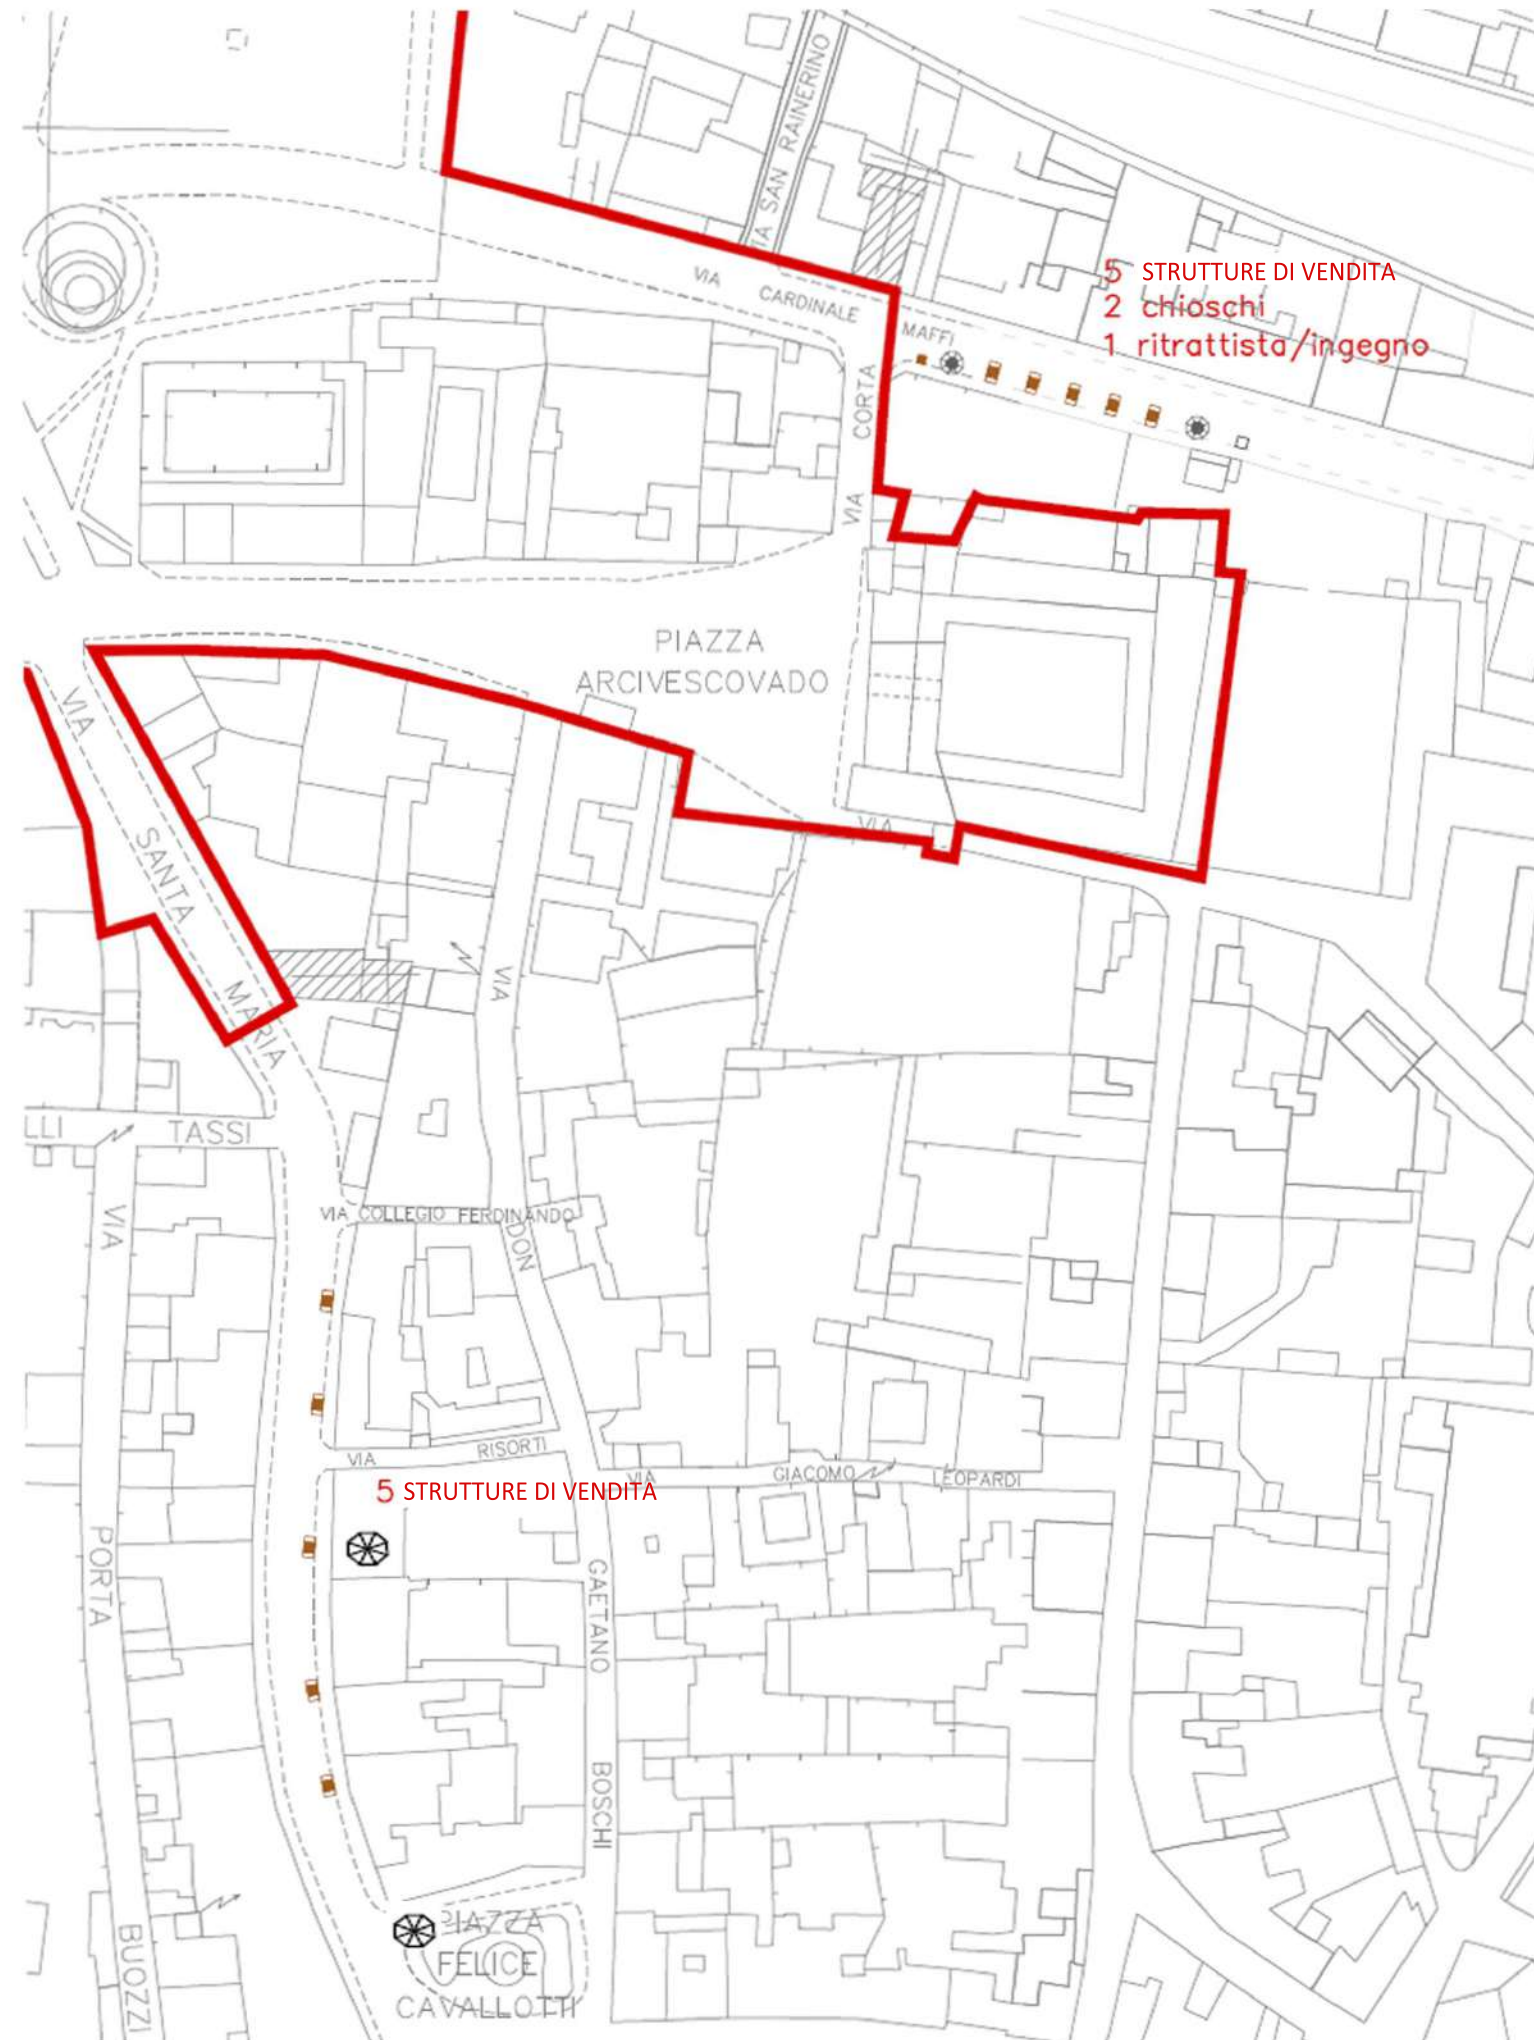 VIA SAN RAINERINO
VIA CARDINALE MAFFI
5 STRUTTURE DI VENDITA
2 chioschi
1 ritrattista/ingegno
VIA CORTA
PIAZZA
ARCIVESCOVADO
VIA
VIA SANTA MARIA
VIA
LLI TASSI
VIA COLLEGIO FERDINANDO
VIA
DON
VIA RISORTI
VIA GIACOMO LEOPARDI
5 STRUTTURE DI VENDITA
GAETANO
BOSCHI
VIA
PORTA
BUOZZI
PIAZZA
FELICE
CAVALLOTTI